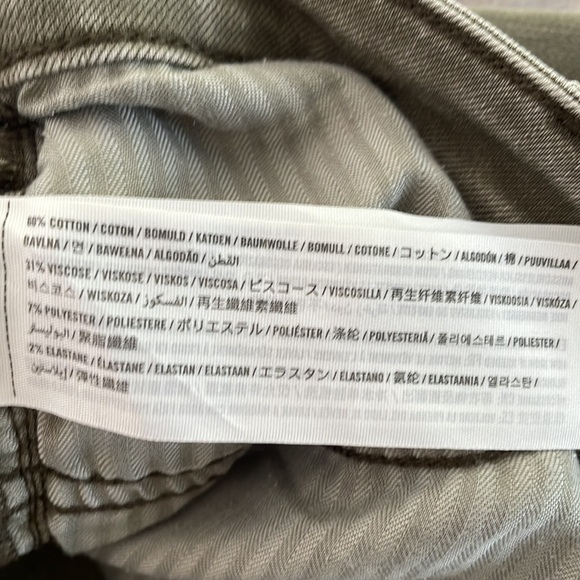 60% COTTON / COTON / BOMULD / KATOEN / BAUMWOLLE / BOMULL / COTONE / コットン / ALGODÓN / 棉 / PUUVILLAA /
BAVLNA / 면 / BAWEŁNA / ALGODÃO / القطن
31% VISCOSE / VISKOSE / VISKOS / VISCOSA / ビスコース / VISCOSILLA / 再生纤维素纤维 / VISKOOSIA / VISKÓZA /
비스코스 / WISKOZA / الفسكوز / 再生纖維素纖維
7% POLYESTER / POLIESTERE / ポリエステル / POLIÉSTER / 涤纶 / POLYESTERIÄ / 폴리에스테르 / POLIESTER /
البوليستر / 聚脂纖維
2% ELASTANE / ÉLASTANE / ELASTAN / ELASTAAN / エラスタン / ELASTANO / 氨纶 / ELASTAANIA / 엘라스탄 /
إيلاستين / 彈性纖維